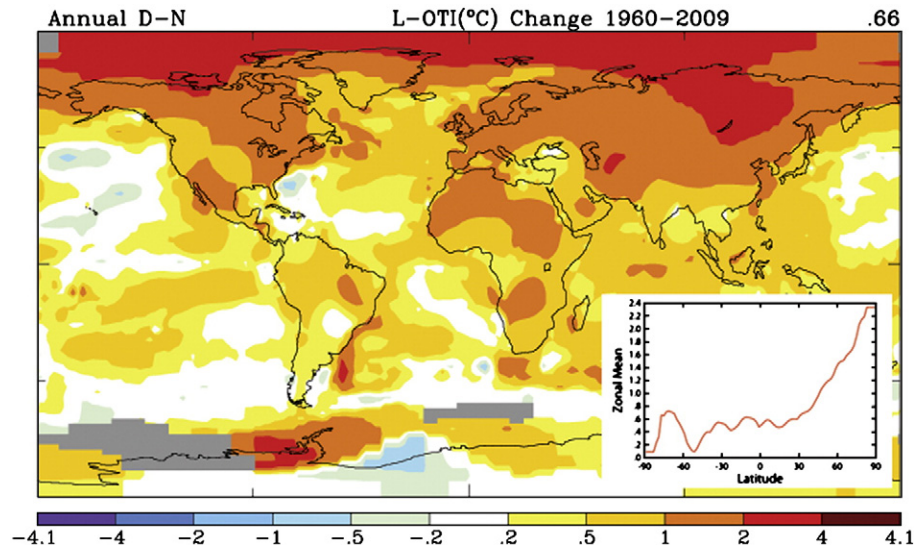 Annual D-N L-OTI(°C) Change 1960-2009 .66
2.4
2.2
2.0
1.8
1.6
1.4
1.2
1.0
.8
.6
.4
.2
0
Zonal Mean
-90 -60 -30 0 30 60 90
Latitude
-4.1 -4 -2 -1 -.5 -.2 .2 .5 1 2 4 4.1